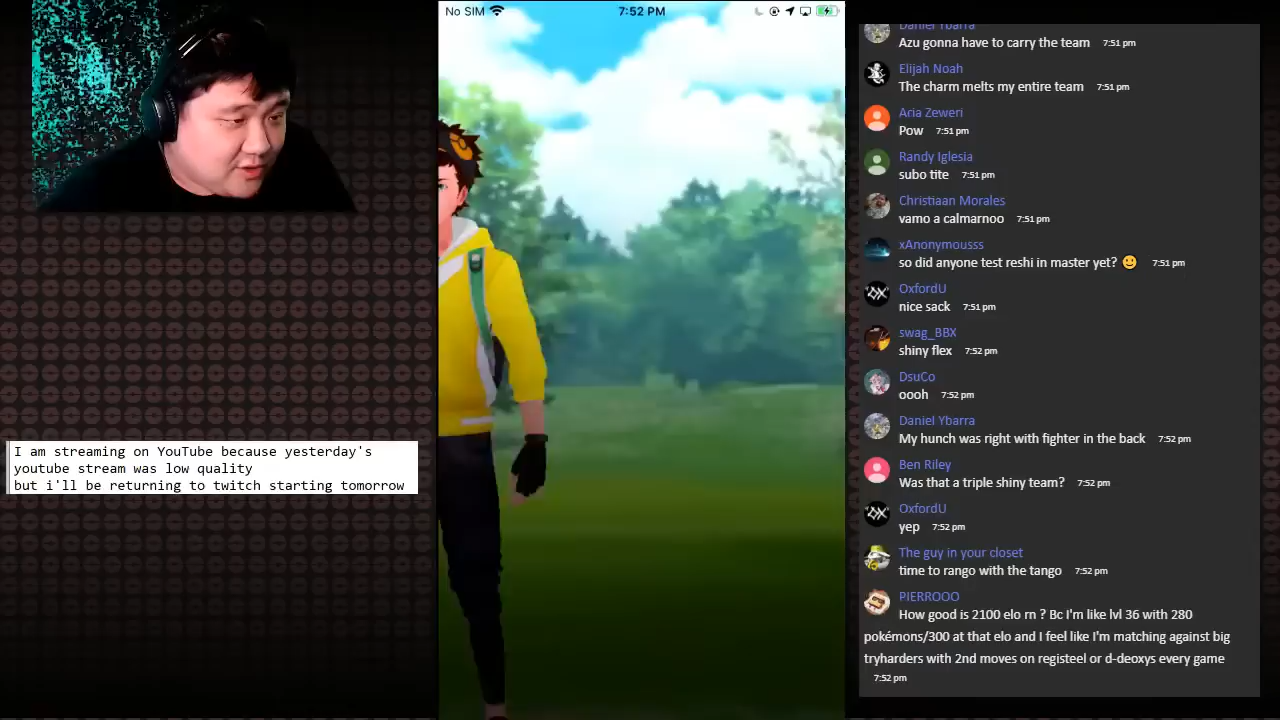 No SIM
7:52 PM
I am streaming on YouTube because yesterday's
youtube stream was low quality
but i'll be returning to twitch starting tomorrow
Daniel Ybarra
Azu gonna have to carry the team 7:51 pm
Elijah Noah
The charm melts my entire team 7:51 pm
Aria Zeweri
Pow 7:51 pm
Randy Iglesia
subo tite 7:51 pm
Christiaan Morales
vamo a calmarnoo 7:51 pm
xAnonymousss
so did anyone test reshi in master yet? 7:51 pm
OxfordU
nice sack 7:51 pm
swag_BBX
shiny flex 7:52 pm
DsuCo
oooh 7:52 pm
Daniel Ybarra
My hunch was right with fighter in the back 7:52 pm
Ben Riley
Was that a triple shiny team? 7:52 pm
OxfordU
yep 7:52 pm
The guy in your closet
time to rango with the tango 7:52 pm
PIERROOO
How good is 2100 elo rn ? Bc I'm like lvl 36 with 280
pokémons/300 at that elo and I feel like I'm matching against big
tryharders with 2nd moves on registeel or d-deoxys every game
7:52 pm